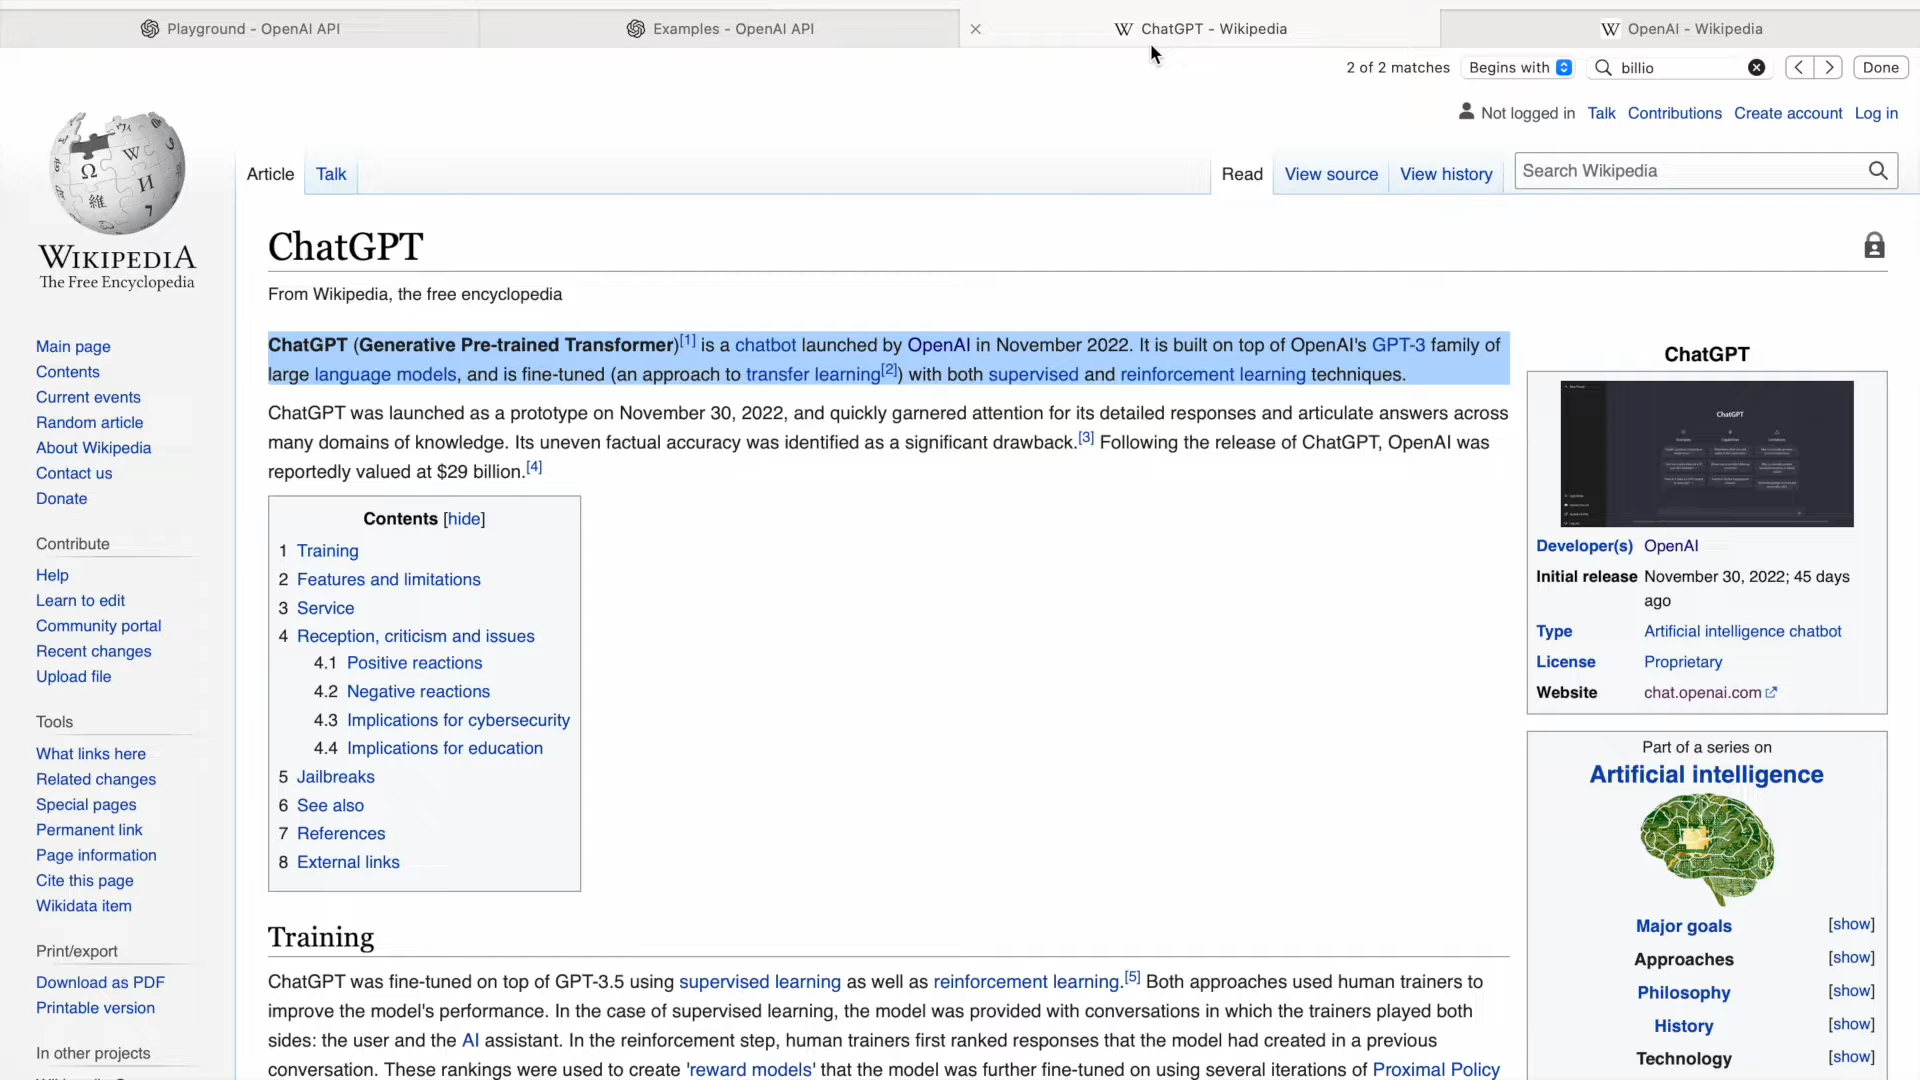 Playground - OpenAI API
Examples - OpenAI API
ChatGPT - Wikipedia
OpenAI - Wikipedia
2 of 2 matches
Begins with
billio
Done
Not logged in
Talk
Contributions
Create account
Log in
Article
Talk
Read
View source
View history
Search Wikipedia
WIKIPEDIA
The Free Encyclopedia
Main page
Contents
Current events
Random article
About Wikipedia
Contact us
Donate
Contribute
Help
Learn to edit
Community portal
Recent changes
Upload file
Tools
What links here
Related changes
Special pages
Permanent link
Page information
Cite this page
Wikidata item
Print/export
Download as PDF
Printable version
In other projects
ChatGPT
From Wikipedia, the free encyclopedia
ChatGPT (Generative Pre-trained Transformer)[1] is a chatbot launched by OpenAI in November 2022. It is built on top of OpenAI's GPT-3 family of
large language models, and is fine-tuned (an approach to transfer learning[2]) with both supervised and reinforcement learning techniques.
ChatGPT was launched as a prototype on November 30, 2022, and quickly garnered attention for its detailed responses and articulate answers across
many domains of knowledge. Its uneven factual accuracy was identified as a significant drawback.[3] Following the release of ChatGPT, OpenAI was
reportedly valued at $29 billion.[4]
Contents [hide]
1 Training
2 Features and limitations
3 Service
4 Reception, criticism and issues
4.1 Positive reactions
4.2 Negative reactions
4.3 Implications for cybersecurity
4.4 Implications for education
5 Jailbreaks
6 See also
7 References
8 External links
Training
ChatGPT was fine-tuned on top of GPT-3.5 using supervised learning as well as reinforcement learning.[5] Both approaches used human trainers to
improve the model's performance. In the case of supervised learning, the model was provided with conversations in which the trainers played both
sides: the user and the AI assistant. In the reinforcement step, human trainers first ranked responses that the model had created in a previous
conversation. These rankings were used to create 'reward models' that the model was further fine-tuned on using several iterations of Proximal Policy
ChatGPT
ChatGPT
Developer(s) OpenAI
Initial release November 30, 2022; 45 days
ago
Type Artificial intelligence chatbot
License Proprietary
Website chat.openai.com
Part of a series on
Artificial intelligence
Major goals [show]
Approaches [show]
Philosophy [show]
History [show]
Technology [show]